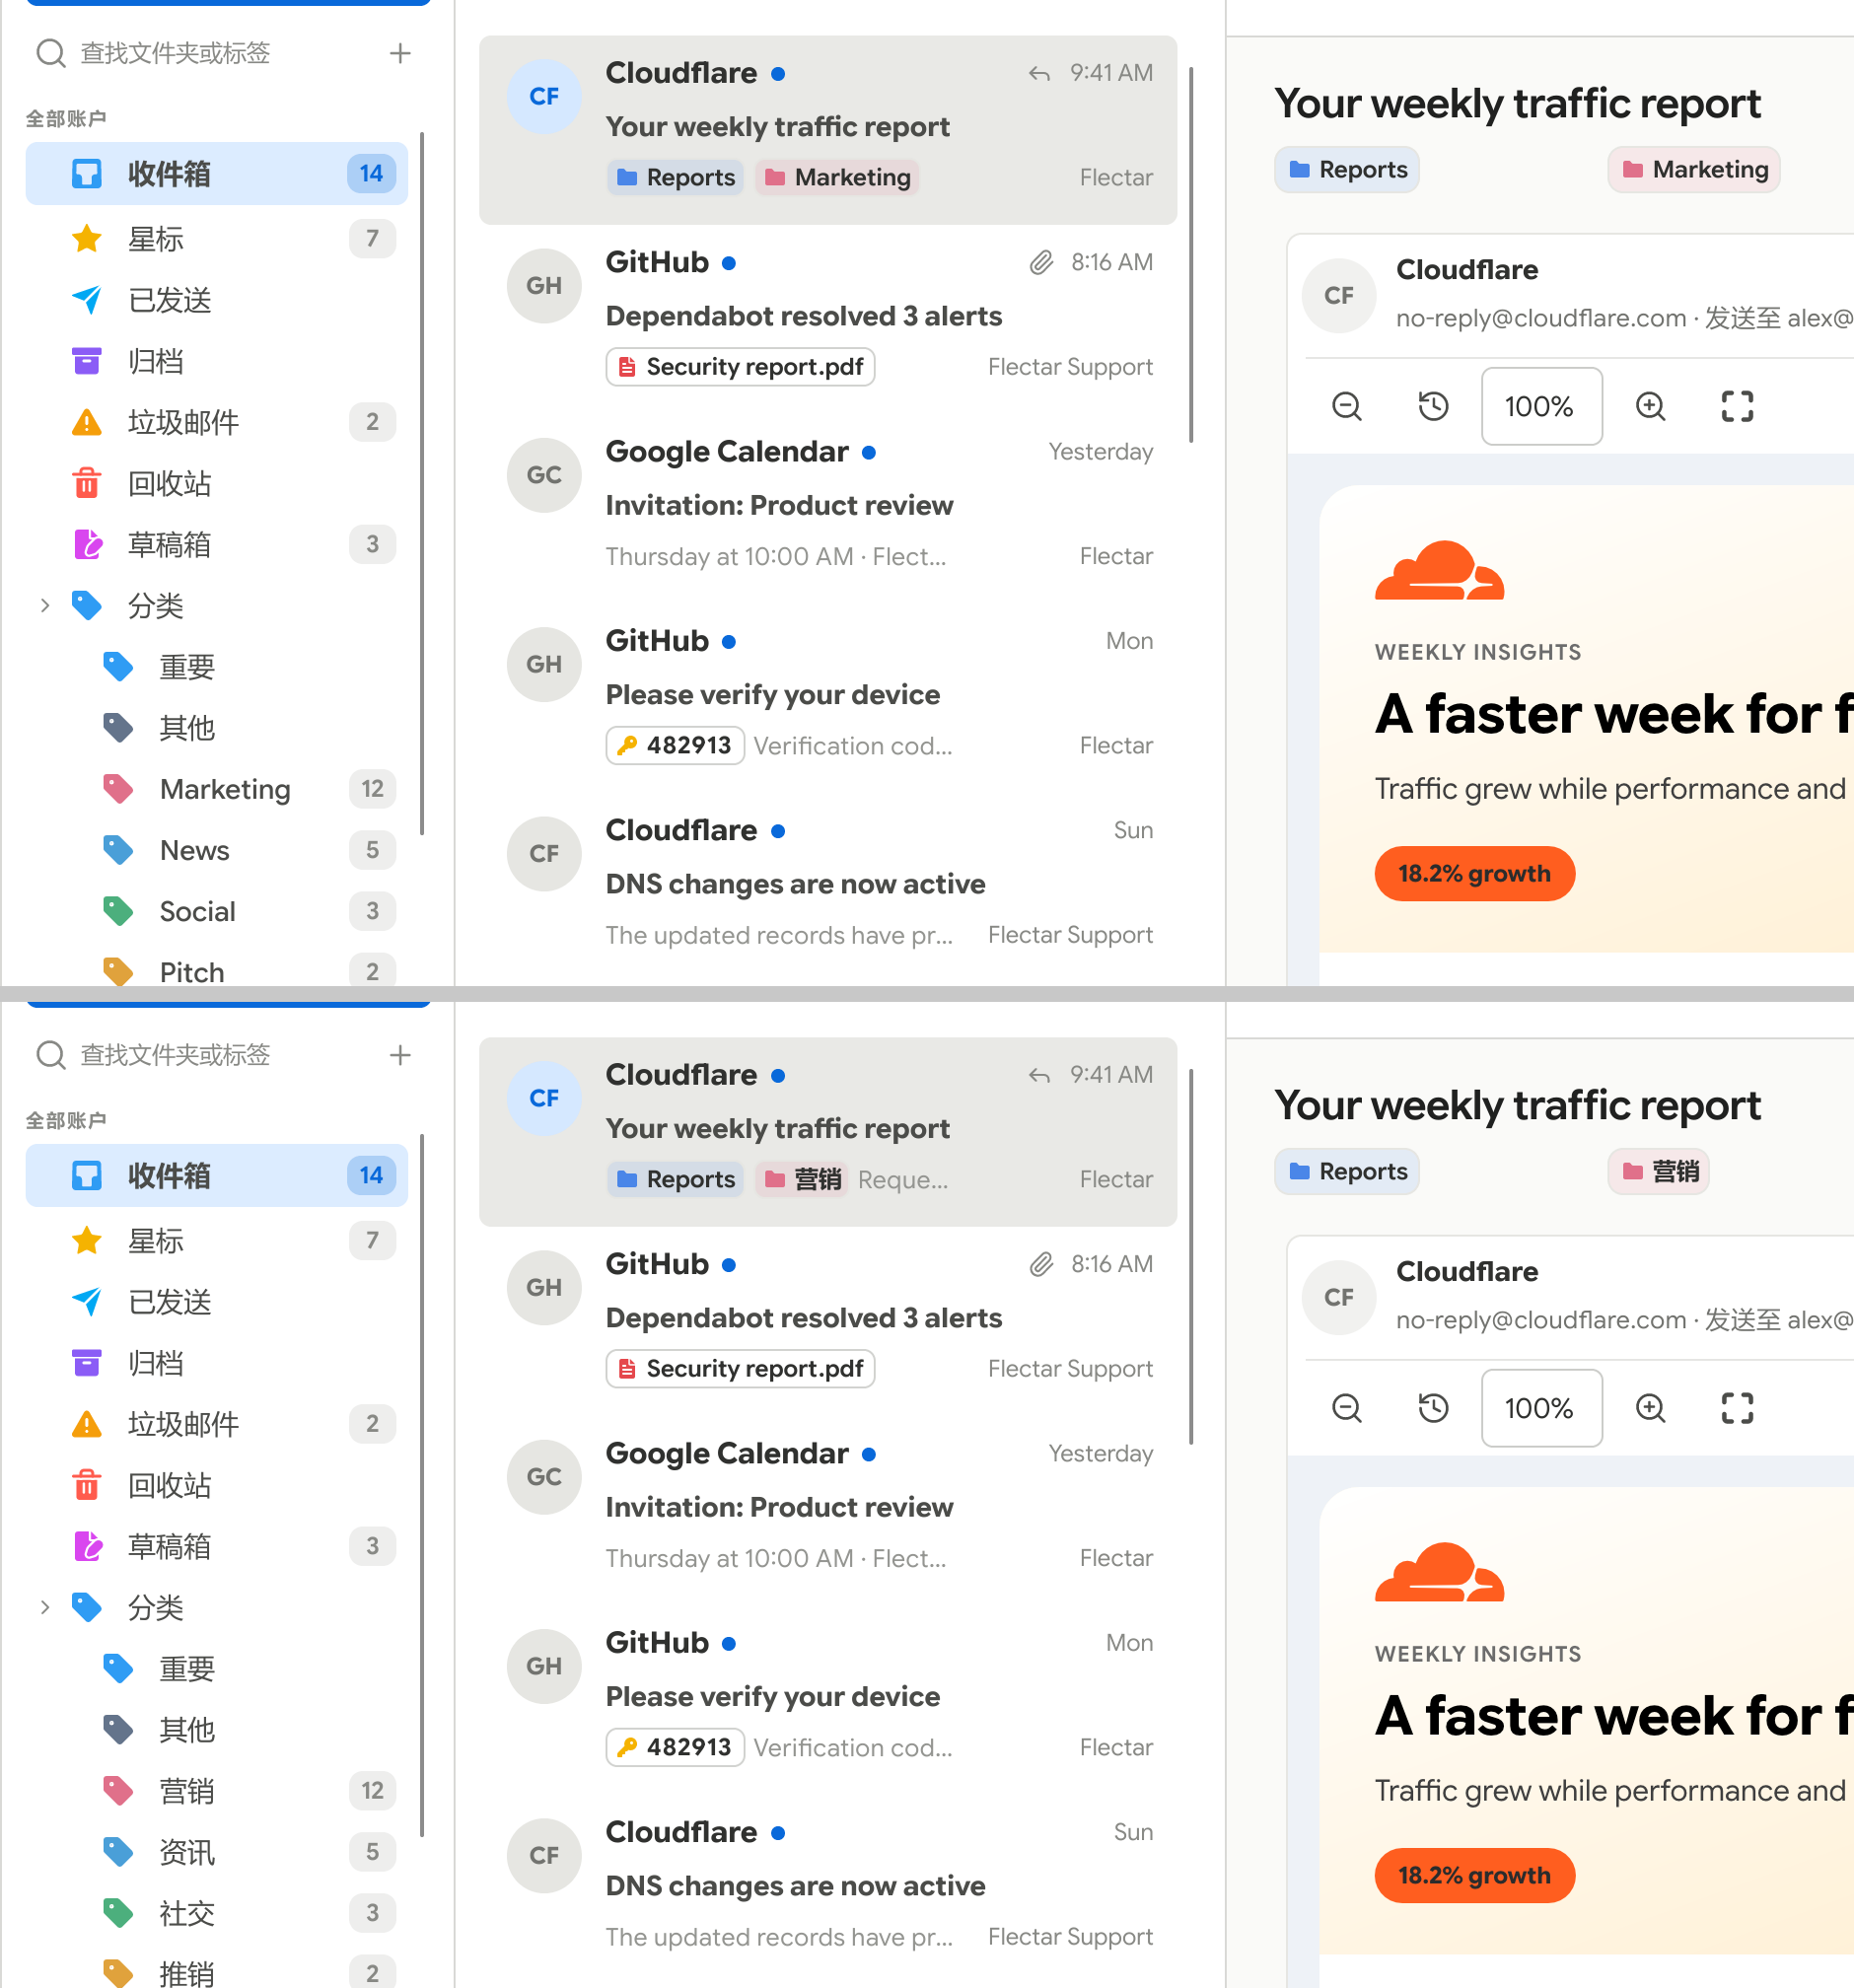 查找文件夹或标签
全部账户
收件箱 14
星标 7
已发送
归档
垃圾邮件 2
回收站
草稿箱 3
分类
重要
其他
Marketing 12
News 5
Social 3
Pitch 2
CF
Cloudflare 9:41 AM
Your weekly traffic report
Reports Marketing Flectar
GH
GitHub 8:16 AM
Dependabot resolved 3 alerts
Security report.pdf Flectar Support
GC
Google Calendar Yesterday
Invitation: Product review
Thursday at 10:00 AM · Flect... Flectar
GH
GitHub Mon
Please verify your device
482913 Verification cod... Flectar
CF
Cloudflare Sun
DNS changes are now active
The updated records have pr... Flectar Support
Your weekly traffic report
Reports Marketing
CF
Cloudflare
no-reply@cloudflare.com · 发送至 alex@
100%
WEEKLY INSIGHTS
A faster week for f
Traffic grew while performance and
18.2% growth
查找文件夹或标签
全部账户
收件箱 14
星标 7
已发送
归档
垃圾邮件 2
回收站
草稿箱 3
分类
重要
其他
营销 12
资讯 5
社交 3
推销 2
CF
Cloudflare 9:41 AM
Your weekly traffic report
Reports 营销 Reque... Flectar
GH
GitHub 8:16 AM
Dependabot resolved 3 alerts
Security report.pdf Flectar Support
GC
Google Calendar Yesterday
Invitation: Product review
Thursday at 10:00 AM · Flect... Flectar
GH
GitHub Mon
Please verify your device
482913 Verification cod... Flectar
CF
Cloudflare Sun
DNS changes are now active
The updated records have pr... Flectar Support
Your weekly traffic report
Reports 营销
CF
Cloudflare
no-reply@cloudflare.com · 发送至 alex@
100%
WEEKLY INSIGHTS
A faster week for f
Traffic grew while performance and
18.2% growth